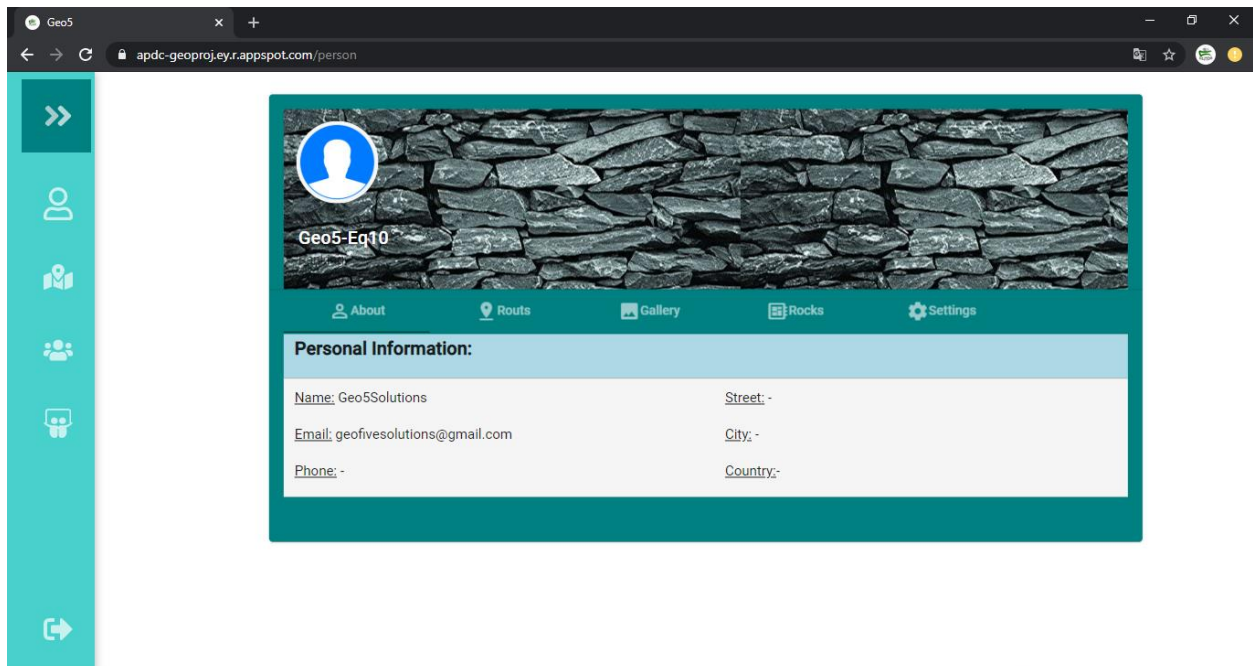 Geo5
apdc-geoproj.ey.r.appspot.com/person
Geo5-Eq10
About Routs Gallery Rocks Settings
Personal Information:
Name: Geo5Solutions
Street: -
Email: geofivesolutions@gmail.com
City: -
Phone: -
Country:-